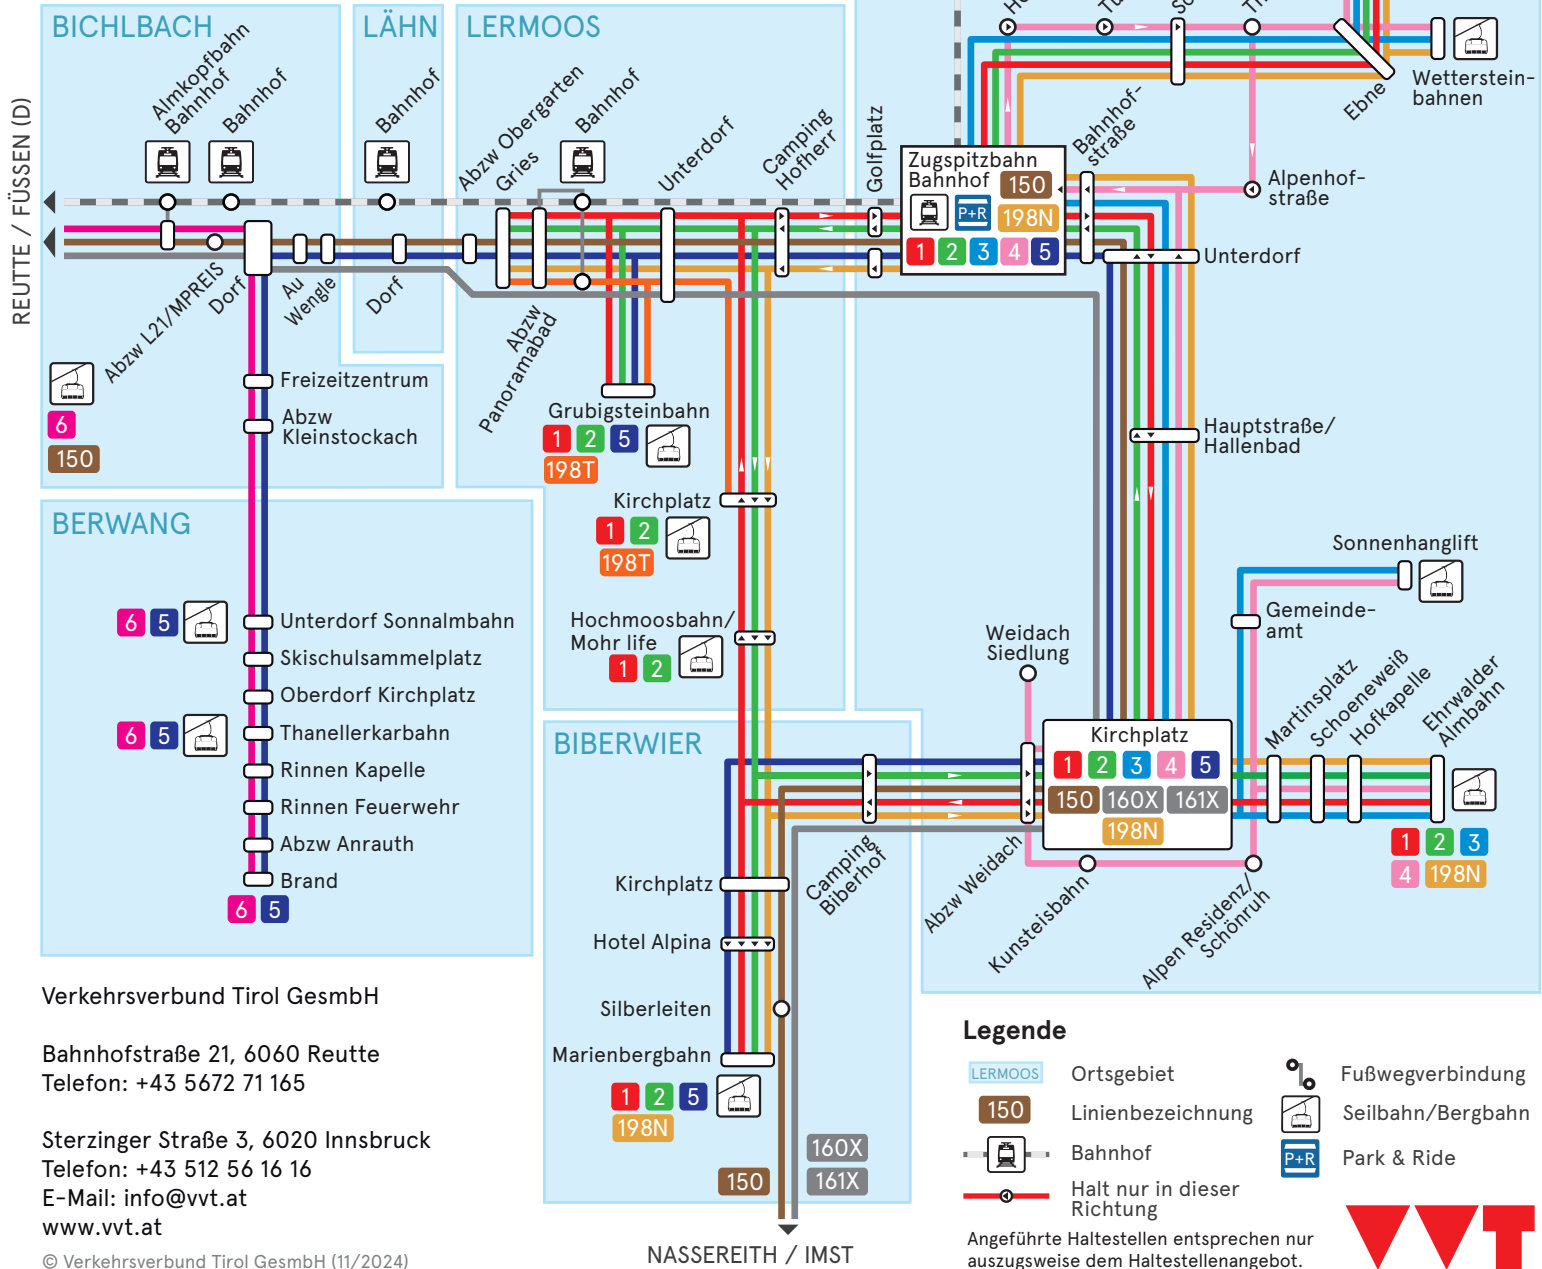 BICHLBACH
LÄHN
LERMOOS
REUTTE / FÜSSEN (D)
Almkopfbahn
Bahnhof
Bahnhof
Bahnhof
Abzw Obergarten
Gries
Bahnhof
Unterdorf
Camping
Hofherr
Golfplatz
Zugspitzbahn
Bahnhof
150
P+R
198N
1 2 3 4 5
Bahnhof-
straße
Ebne
Wetterstein-
bahnen
Alpenhof-
straße
Unterdorf
Abzw L21/MPREIS
Dorf
Au
Wengle
Dorf
Abzw
Panoramabad
6
150
Freizeitzentrum
Abzw
Kleinstockach
Grubigsteinbahn
1 2 5
198T
Kirchplatz
1 2
198T
Hochmoosbahn/
Mohr life
1 2
Hauptstraße/
Hallenbad
Sonnenhanglift
Gemeinde-
amt
Weidach
Siedlung
BERWANG
6 5
Unterdorf Sonnalmbahn
Skischulsammelplatz
Oberdorf Kirchplatz
6 5
Thanellerkarbahn
Rinnen Kapelle
Rinnen Feuerwehr
Abzw Anrauth
Brand
6 5
BIBERWIER
Kirchplatz
1 2 3 4 5
150 160X 161X
198N
Martinsplatz
Schoeneweiß
Hofkapelle
Ehrwalder
Almbahn
1 2 3
4 198N
Camping
Biberhof
Abzw Weidach
Kunsteisbahn
Alpen Residenz/
Schönruh
Kirchplatz
Hotel Alpina
Silberleiten
Marienbergbahn
1 2 5
198N
150
160X
161X
NASSEREITH / IMST
Verkehrsverbund Tirol GesmbH
Bahnhofstraße 21, 6060 Reutte
Telefon: +43 5672 71 165
Sterzinger Straße 3, 6020 Innsbruck
Telefon: +43 512 56 16 16
E-Mail: info@vvt.at
www.vvt.at
© Verkehrsverbund Tirol GesmbH (11/2024)
Legende
LERMOOS
Ortsgebiet
150
Linienbezeichnung
Bahnhof
Halt nur in dieser
Richtung
Fußwegverbindung
Seilbahn/Bergbahn
P+R
Park & Ride
Angeführte Haltestellen entsprechen nur
auszugsweise dem Haltestellenangebot.
VVT